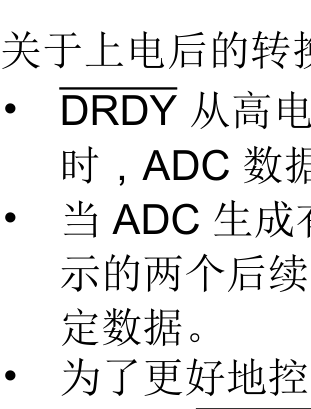 关于上电后的转换
• DRDY 从高电
时，ADC 数据
• 当 ADC 生成有
示的两个后续
定数据。
• 为了更好地控